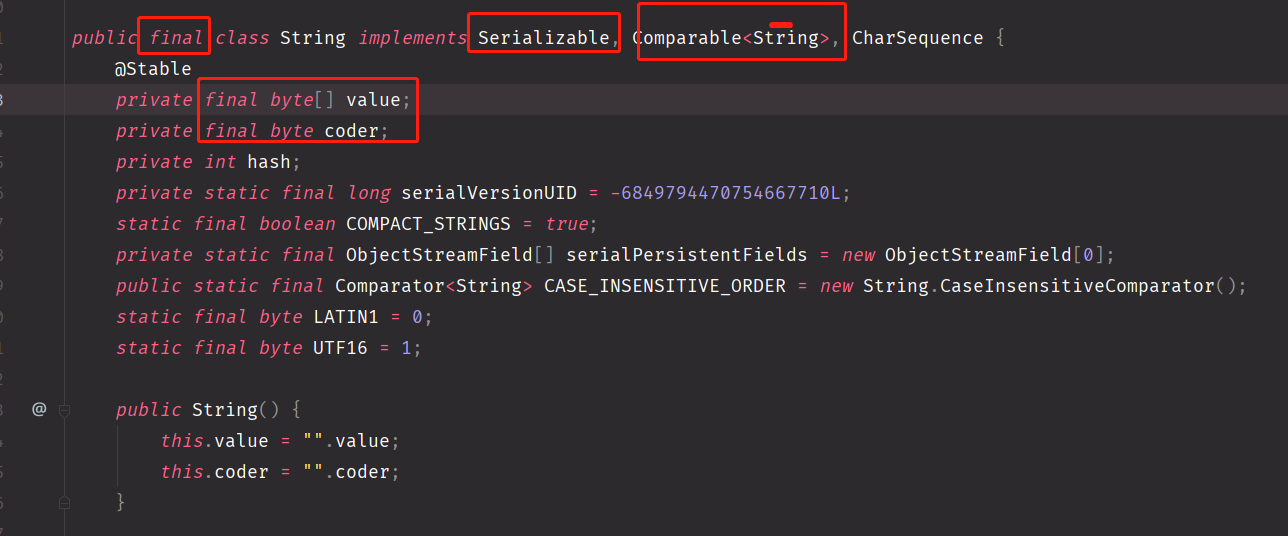 public final class String implements Serializable, Comparable<String>, CharSequence {
@Stable
private final byte[] value;
private final byte coder;
private int hash;
private static final long serialVersionUID = -6849794470754667710L;
static final boolean COMPACT_STRINGS = true;
private static final ObjectStreamField[] serialPersistentFields = new ObjectStreamField[0];
public static final Comparator<String> CASE_INSENSITIVE_ORDER = new String.CaseInsensitiveComparator();
static final byte LATIN1 = 0;
static final byte UTF16 = 1;
@ public String() {
this.value = "".value;
this.coder = "".coder;
}